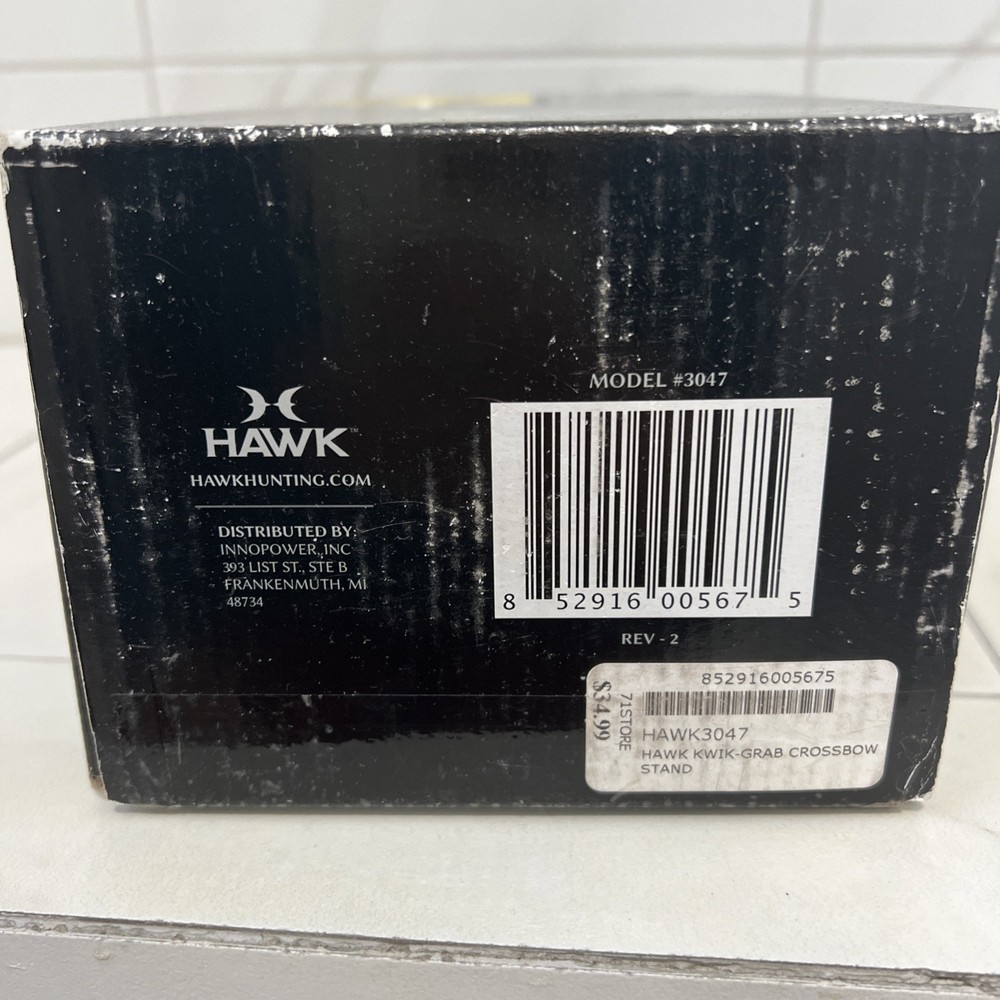 HAWK™
HAWKHUNTING.COM
DISTRIBUTED BY:
INNOPOWER, INC
393 LIST ST., STE B
FRANKENMUTH, MI
48734
MODEL #3047
8 52916 00567 5
REV - 2
852916005675
71STORE
$34.99
HAWK3047
HAWK KWIK-GRAB CROSSBOW
STAND